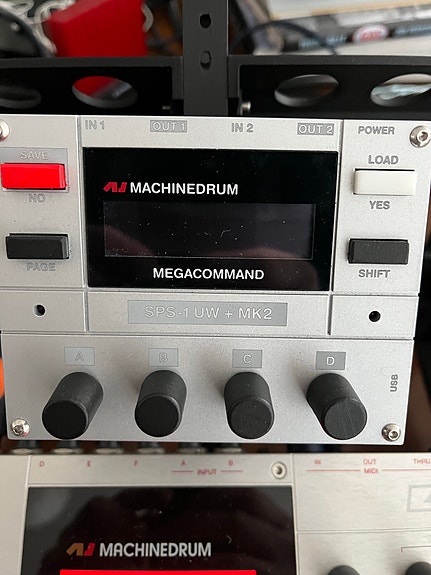 IN 1 OUT 1 IN 2 OUT 2 POWER
SAVE
NO
LOAD
YES
MACHINEDRUM
PAGE
SHIFT
MEGACOMMAND
SPS-1 UW + MK2
A B C D
USB
D E F A B
INPUT
IN OUT THRU
MIDI
MACHINEDRUM